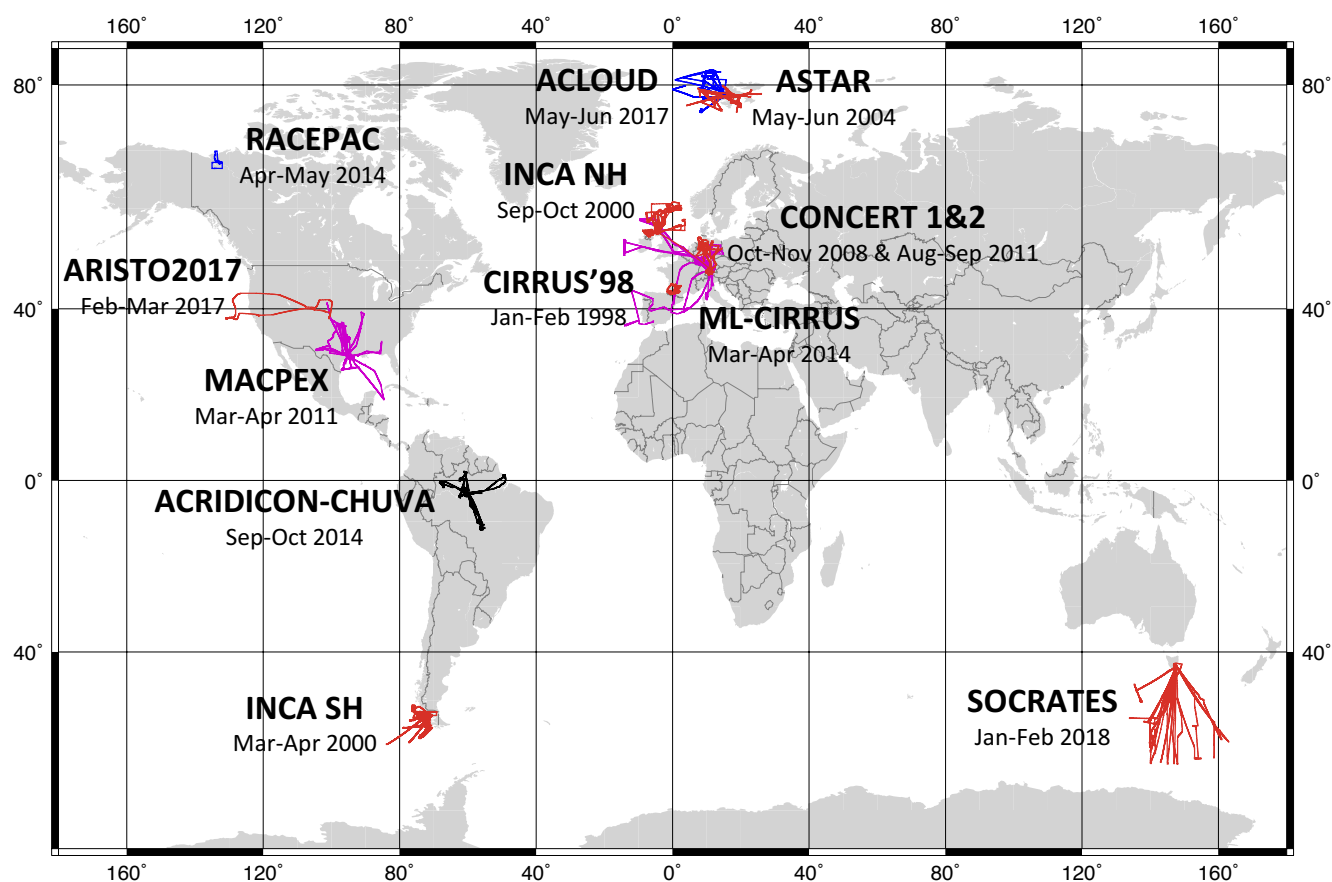 160˚ 120˚ 80˚ 40˚ 0˚ 40˚ 80˚ 120˚ 160˚
80˚ 80˚
ACLOUD ASTAR
May-Jun 2017 May-Jun 2004
RACEPAC
Apr-May 2014
INCA NH
Sep-Oct 2000
CONCERT 1&2
Oct-Nov 2008 & Aug-Sep 2011
ARISTO2017
Feb-Mar 2017
CIRRUS’98
Jan-Feb 1998
40˚ 40˚
ML-CIRRUS
Mar-Apr 2014
MACPEX
Mar-Apr 2011
0˚ 0˚
ACRIDICON-CHUVA
Sep-Oct 2014
40˚ 40˚
SOCRATES
Jan-Feb 2018
INCA SH
Mar-Apr 2000
160˚ 120˚ 80˚ 40˚ 0˚ 40˚ 80˚ 120˚ 160˚